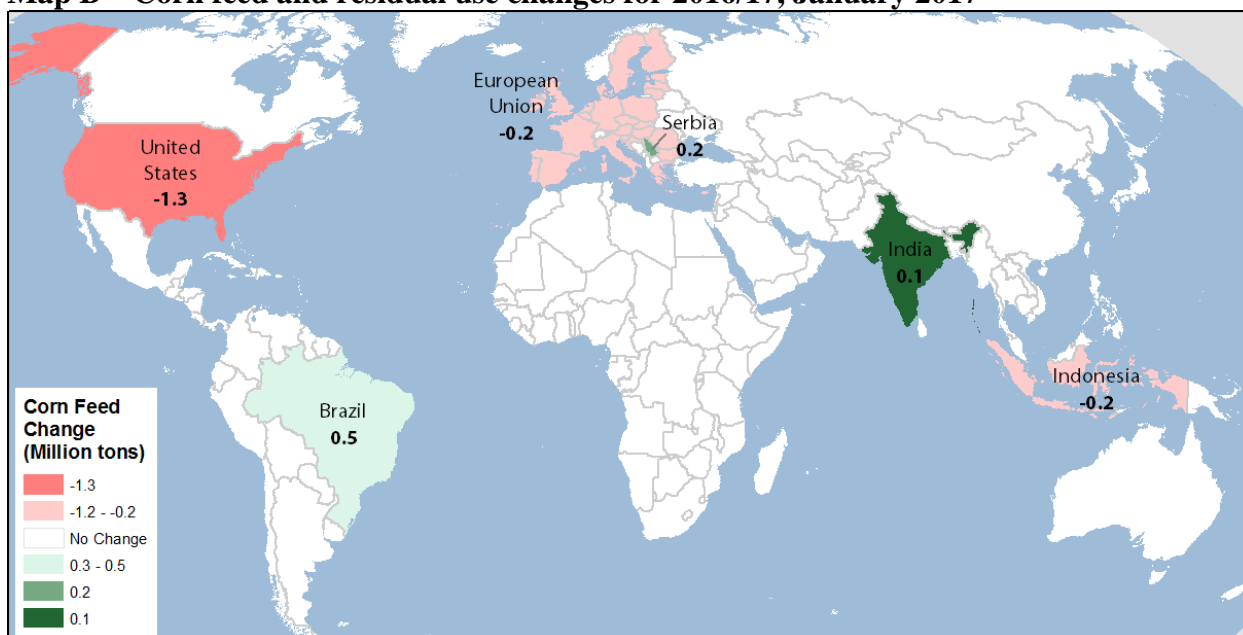 Map D – Corn feed and residual use changes for 2016/17, January 2017
European
Union
-0.2
Serbia
0.2
United
States
-1.3
India
0.1
Indonesia
-0.2
Brazil
0.5
Corn Feed
Change
(Million tons)
-1.3
-1.2 - -0.2
No Change
0.3 - 0.5
0.2
0.1